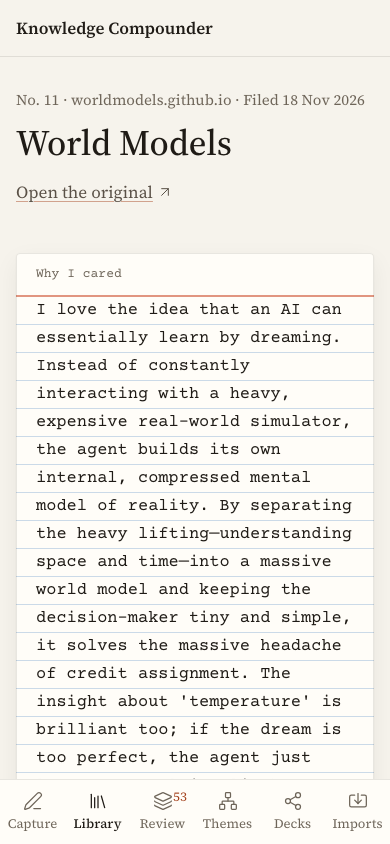 Knowledge Compounder
No. 11 · worldmodels.github.io · Filed 18 Nov 2026
World Models
Open the original
Why I cared
I love the idea that an AI can
essentially learn by dreaming.
Instead of constantly
interacting with a heavy,
expensive real-world simulator,
the agent builds its own
internal, compressed mental
model of reality. By separating
the heavy lifting—understanding
space and time—into a massive
world model and keeping the
decision-maker tiny and simple,
it solves the massive headache
of credit assignment. The
insight about 'temperature' is
brilliant too; if the dream is
too perfect, the agent just
53
Capture Library Review Themes Decks Imports